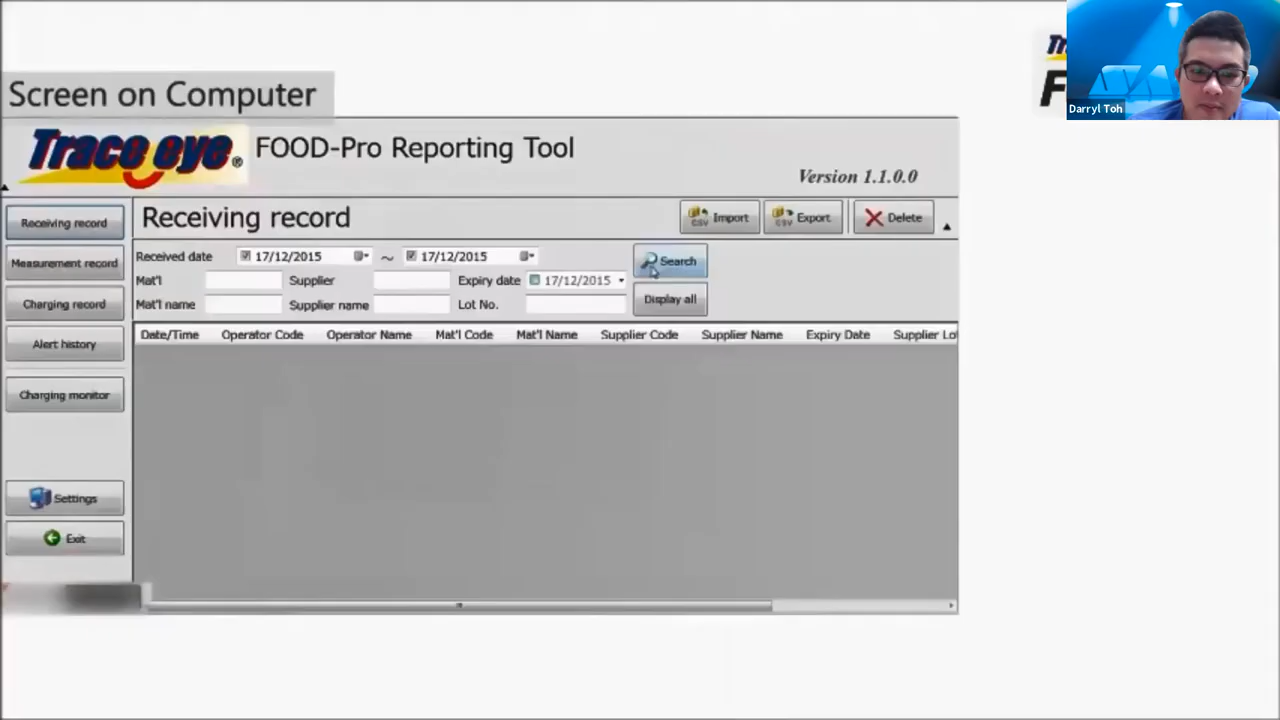 Screen on Computer
Trace eye® FOOD-Pro Reporting Tool
Version 1.1.0.0
Receiving record
Measurement record
Charging record
Alert history
Charging monitor
Settings
Exit
Receiving record
CSV Import
CSV Export
Delete
Received date 17/12/2015 ~ 17/12/2015
Search
Mat'l Supplier Expiry date 17/12/2015
Mat'l name Supplier name Lot No.
Display all
Date/Time Operator Code Operator Name Mat'l Code Mat'l Name Supplier Code Supplier Name Expiry Date Supplier Lo
Darryl Toh